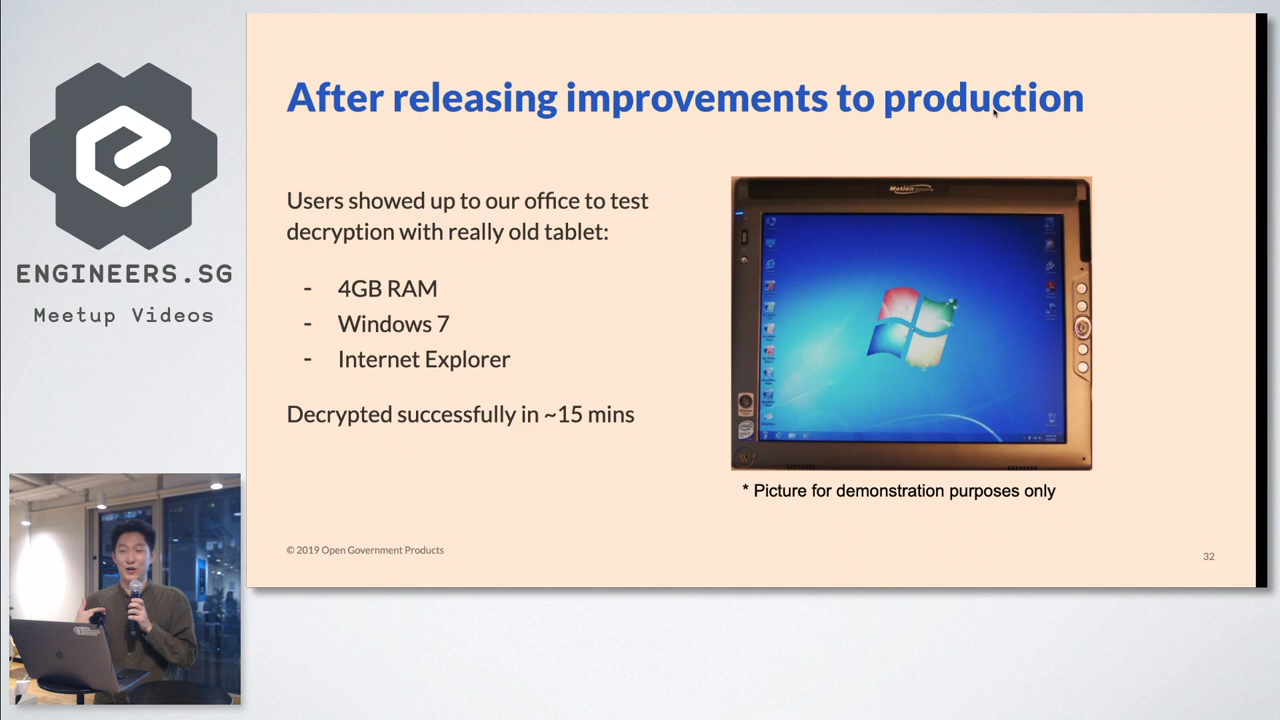 ENGINEERS.SG
Meetup Videos
After releasing improvements to production
Users showed up to our office to test
decryption with really old tablet:
- 4GB RAM
- Windows 7
- Internet Explorer
Decrypted successfully in ~15 mins
Motion
* Picture for demonstration purposes only
© 2019 Open Government Products
32